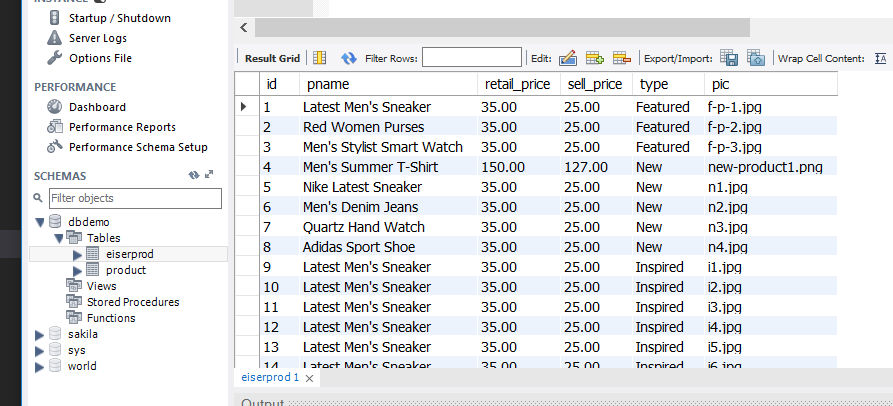 INSTANCE
Startup / Shutdown
Server Logs
Options File
PERFORMANCE
Dashboard
Performance Reports
Performance Schema Setup
SCHEMAS
Filter objects
dbdemo
Tables
eiserprod
product
Views
Stored Procedures
Functions
sakila
sys
world
Result Grid Filter Rows: Edit: Export/Import: Wrap Cell Content:
id pname retail_price sell_price type pic
1 Latest Men's Sneaker 35.00 25.00 Featured f-p-1.jpg
2 Red Women Purses 35.00 25.00 Featured f-p-2.jpg
3 Men's Stylist Smart Watch 35.00 25.00 Featured f-p-3.jpg
4 Men's Summer T-Shirt 150.00 127.00 New new-product1.png
5 Nike Latest Sneaker 35.00 25.00 New n1.jpg
6 Men's Denim Jeans 35.00 25.00 New n2.jpg
7 Quartz Hand Watch 35.00 25.00 New n3.jpg
8 Adidas Sport Shoe 35.00 25.00 New n4.jpg
9 Latest Men's Sneaker 35.00 25.00 Inspired i1.jpg
10 Latest Men's Sneaker 35.00 25.00 Inspired i2.jpg
11 Latest Men's Sneaker 35.00 25.00 Inspired i3.jpg
12 Latest Men's Sneaker 35.00 25.00 Inspired i4.jpg
13 Latest Men's Sneaker 35.00 25.00 Inspired i5.jpg
14 Latest Men's Sneaker 35.00 25.00 Inspired i6.jpg
eiserprod 1
Output